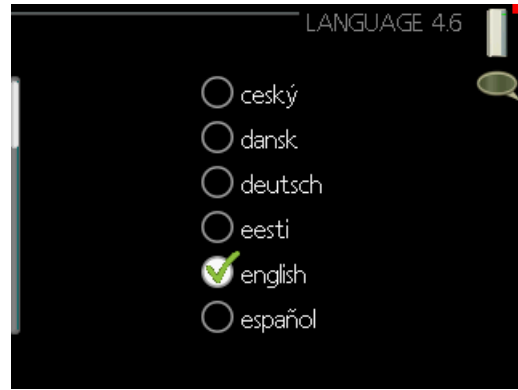 LANGUAGE 4.6
ceský
dansk
deutsch
eesti
english
español